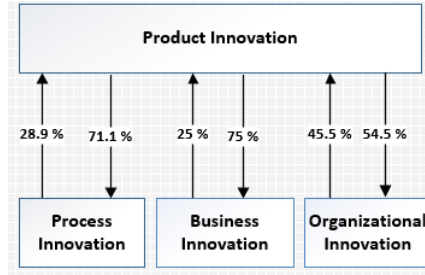 Product Innovation
28.9 % 71.1 % 25 % 75 % 45.5 % 54.5 %
Process Business Organizational
Innovation Innovation Innovation